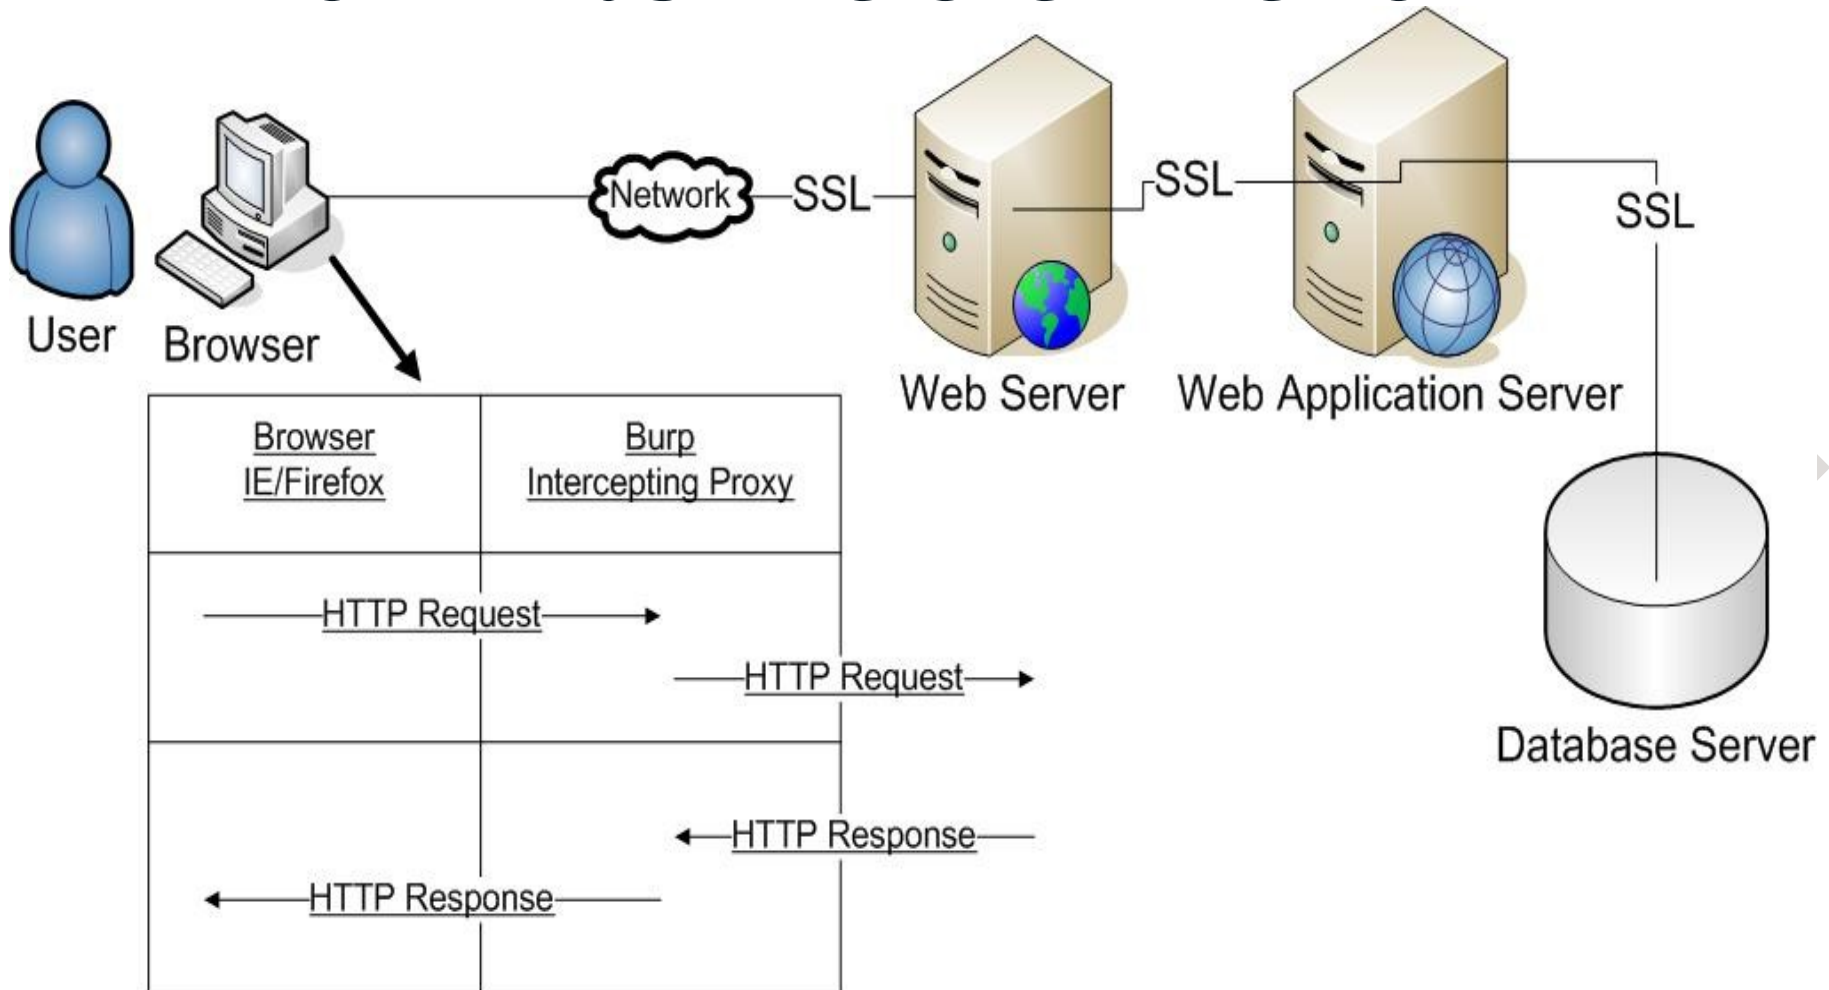 Network
SSL
SSL
SSL
User
Browser
Web Server
Web Application Server
Browser
IE/Firefox
Burp
Intercepting Proxy
HTTP Request
HTTP Request
Database Server
HTTP Response
HTTP Response